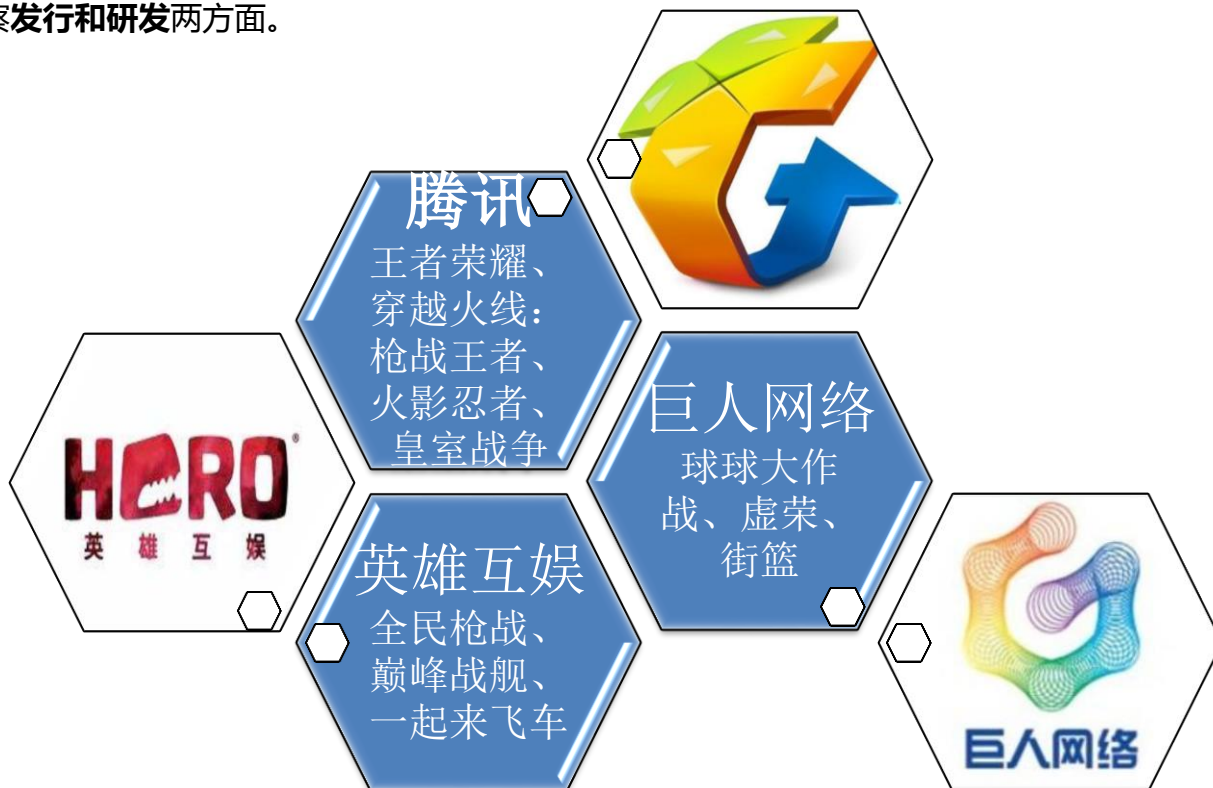 察发行和研发两方面。
腾讯
王者荣耀、
穿越火线：
枪战王者、
火影忍者、
皇室战争
巨人网络
球球大作
战、虚荣、
街篮
HERO®
英雄互娱
英雄互娱
全民枪战、
巅峰战舰、
一起来飞车
巨人网络